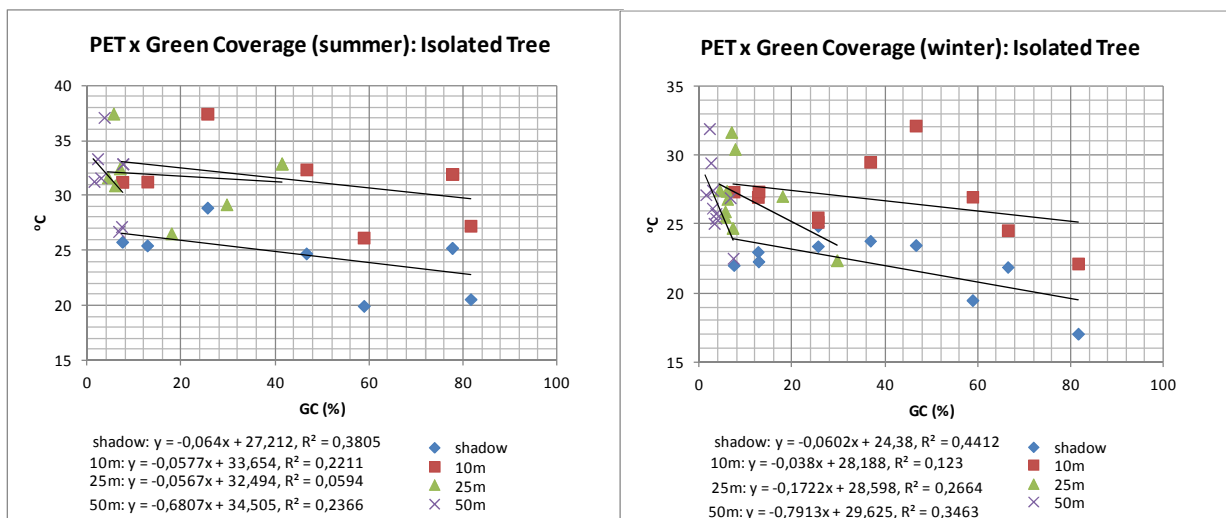 PET x Green Coverage (summer): Isolated Tree
40
35
30
25
20
15
ºC
0 20 40 60 80 100
GC (%)
shadow: y = -0,064x + 27,212, R² = 0,3805
10m: y = -0,0577x + 33,654, R² = 0,2211
25m: y = -0,0567x + 32,494, R² = 0,0594
50m: y = -0,6807x + 34,505, R² = 0,2366
shadow
10m
25m
50m
PET x Green Coverage (winter): Isolated Tree
35
30
25
20
15
ºC
0 20 40 60 80 100
GC (%)
shadow: y = -0,0602x + 24,38, R² = 0,4412
10m: y = -0,038x + 28,188, R² = 0,123
25m: y = -0,1722x + 28,598, R² = 0,2664
50m: y = -0,7913x + 29,625, R² = 0,3463
shadow
10m
25m
50m